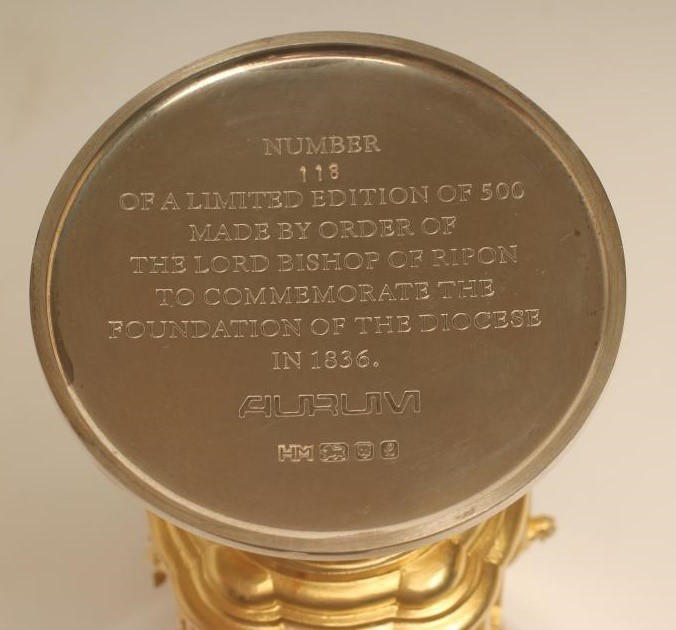 NUMBER
118
OF A LIMITED EDITION OF 500
MADE BY ORDER OF
THE LORD BISHOP OF RIPON
TO COMMEMORATE THE
FOUNDATION OF THE DIOCESE
IN 1836.
AURUM
HM